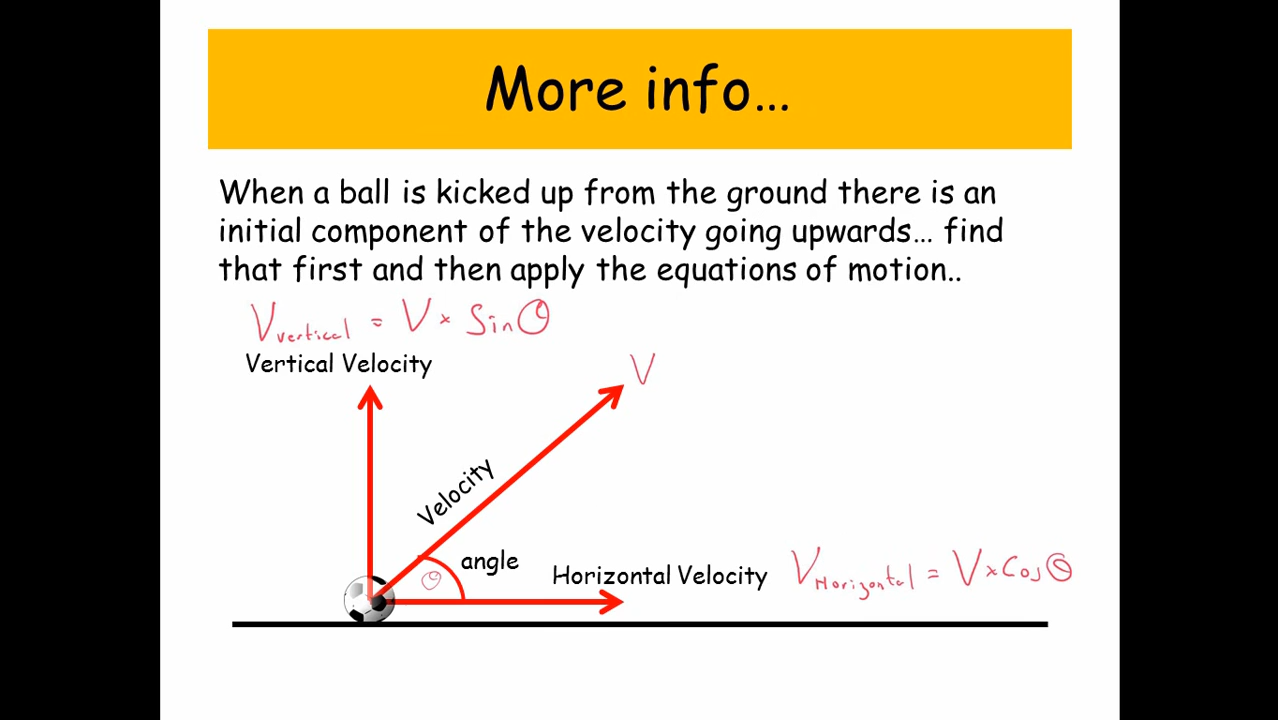 More info...
When a ball is kicked up from the ground there is an
initial component of the velocity going upwards... find
that first and then apply the equations of motion..
Vvertical = V × Sinθ
Vertical Velocity
V
Velocity
angle
θ
Horizontal Velocity
VHorizontal = V × Cosθ